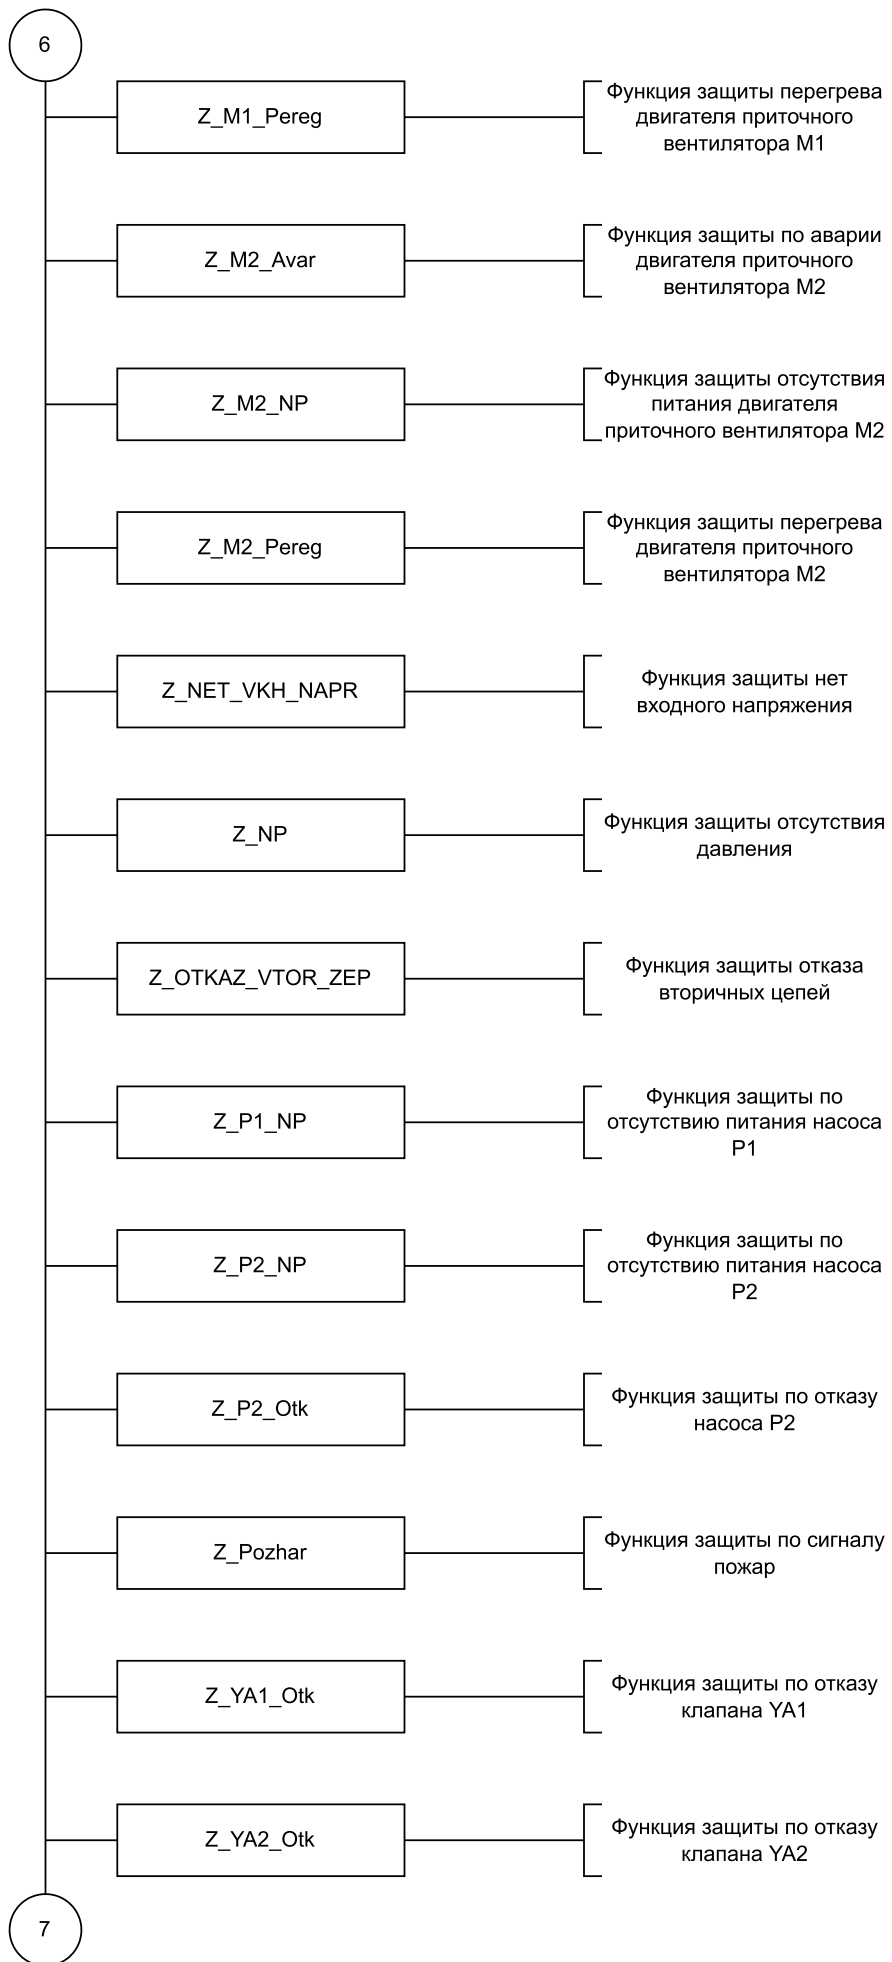 6
Z_M1_Pereg
Функция защиты перегрева
двигателя приточного
вентилятора М1
Z_M2_Avar
Функция защиты по аварии
двигателя приточного
вентилятора М2
Z_M2_NP
Функция защиты отсутствия
питания двигателя
приточного вентилятора М2
Z_M2_Pereg
Функция защиты перегрева
двигателя приточного
вентилятора М2
Z_NET_VKH_NAPR
Функция защиты нет
входного напряжения
Z_NP
Функция защиты отсутствия
давления
Z_OTKAZ_VTOR_ZEP
Функция защиты отказа
вторичных цепей
Z_P1_NP
Функция защиты по
отсутствию питания насоса
P1
Z_P2_NP
Функция защиты по
отсутствию питания насоса
P2
Z_P2_Otk
Функция защиты по отказу
насоса P2
Z_Pozhar
Функция защиты по сигналу
пожар
Z_YA1_Otk
Функция защиты по отказу
клапана YA1
Z_YA2_Otk
Функция защиты по отказу
клапана YA2
7